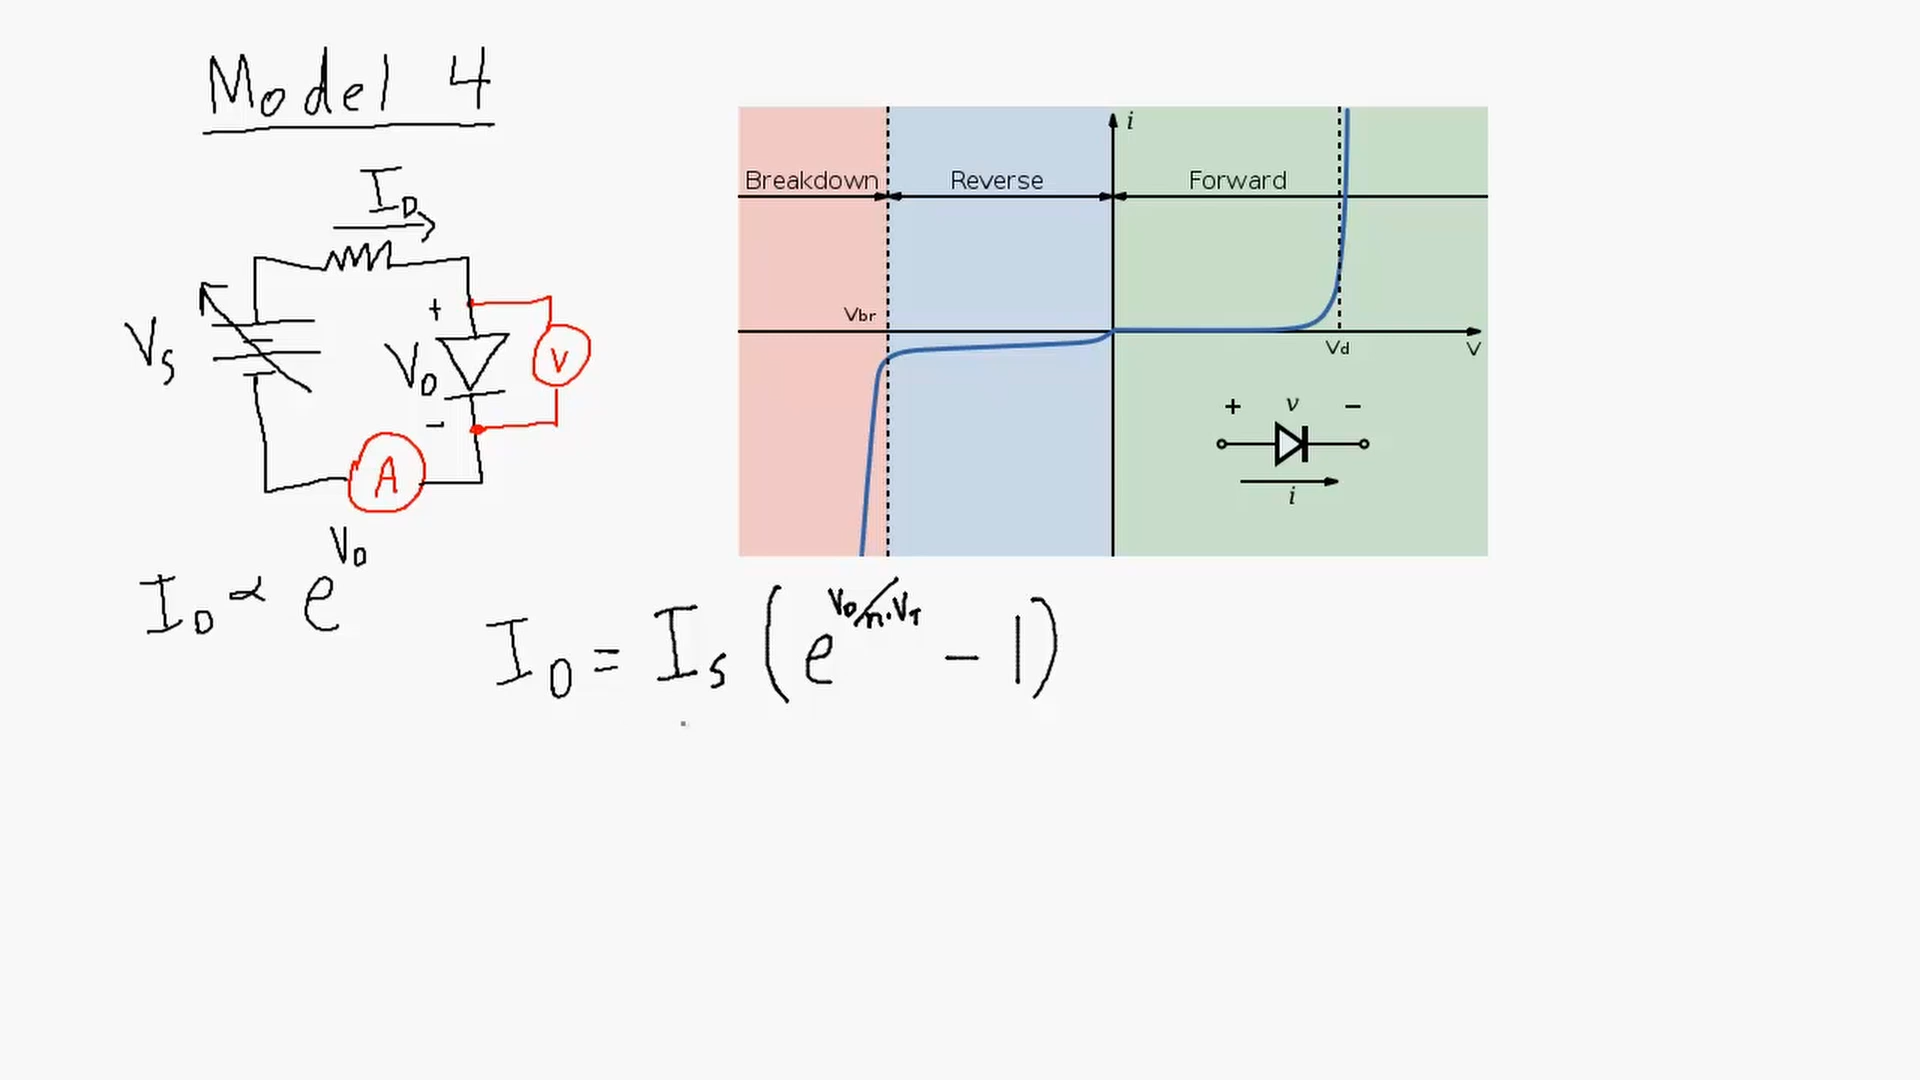 Model 4
I_D
V_S
+
V_D
-
V
A
I_D ∝ e^V_D
i
Breakdown Reverse Forward
Vbr
Vd
V
+ v −
i
I_D = I_S (e^(V_D/n·V_T) − 1)